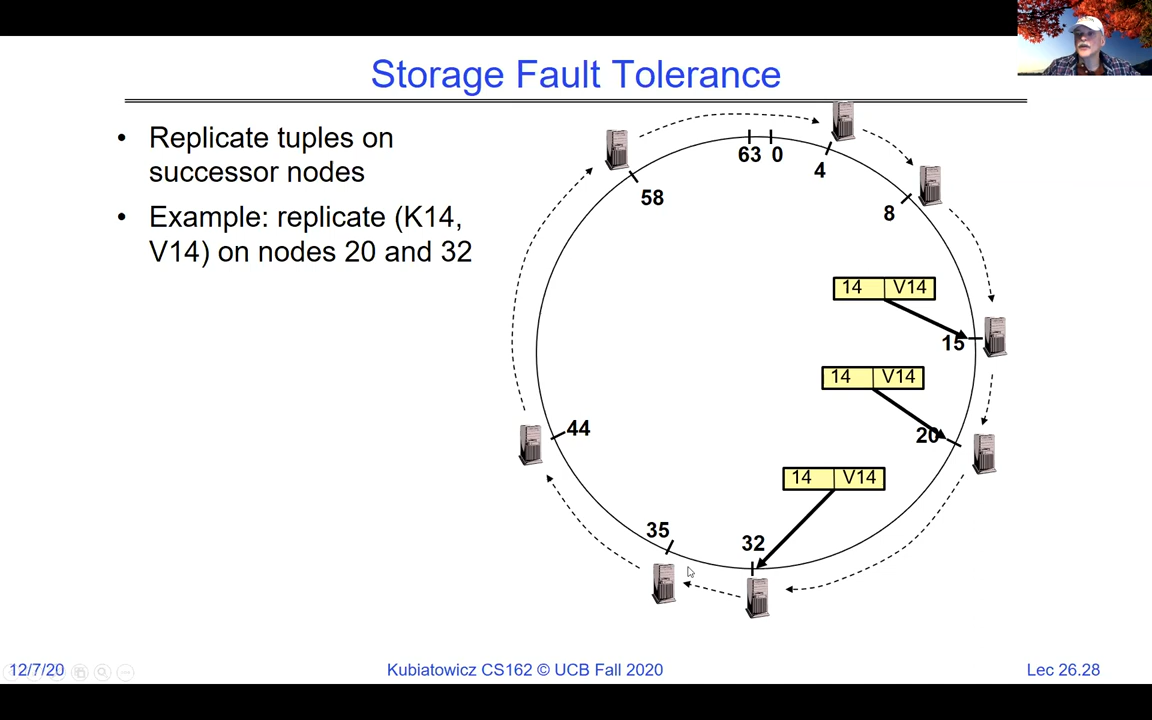 Storage Fault Tolerance
• Replicate tuples on
successor nodes
• Example: replicate (K14,
V14) on nodes 20 and 32
63 0
4
58
8
14 V14
15
14 V14
20
44
14 V14
35
32
12/7/20
Kubiatowicz CS162 © UCB Fall 2020
Lec 26.28